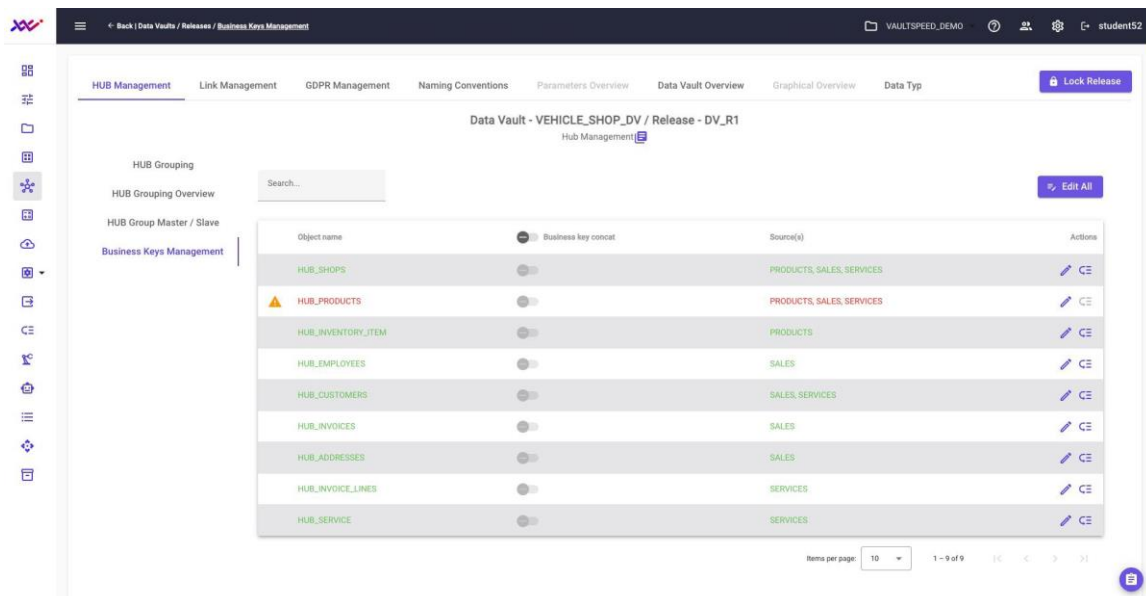 ← Back | Data Vaults / Releases / Business Keys Management
VAULTSPEED_DEMO
student52
HUB Management
Link Management
GDPR Management
Naming Conventions
Parameters Overview
Data Vault Overview
Graphical Overview
Data Typ
Lock Release
Data Vault - VEHICLE_SHOP_DV / Release - DV_R1
Hub Management
HUB Grouping
HUB Grouping Overview
HUB Group Master / Slave
Business Keys Management
Search...
Edit All
Object name Business key concat Source(s) Actions
HUB_SHOPS PRODUCTS, SALES, SERVICES
HUB_PRODUCTS PRODUCTS, SALES, SERVICES
HUB_INVENTORY_ITEM PRODUCTS
HUB_EMPLOYEES SALES
HUB_CUSTOMERS SALES, SERVICES
HUB_INVOICES SALES
HUB_ADDRESSES SALES
HUB_INVOICE_LINES SERVICES
HUB_SERVICE SERVICES
Items per page: 10 1 – 9 of 9